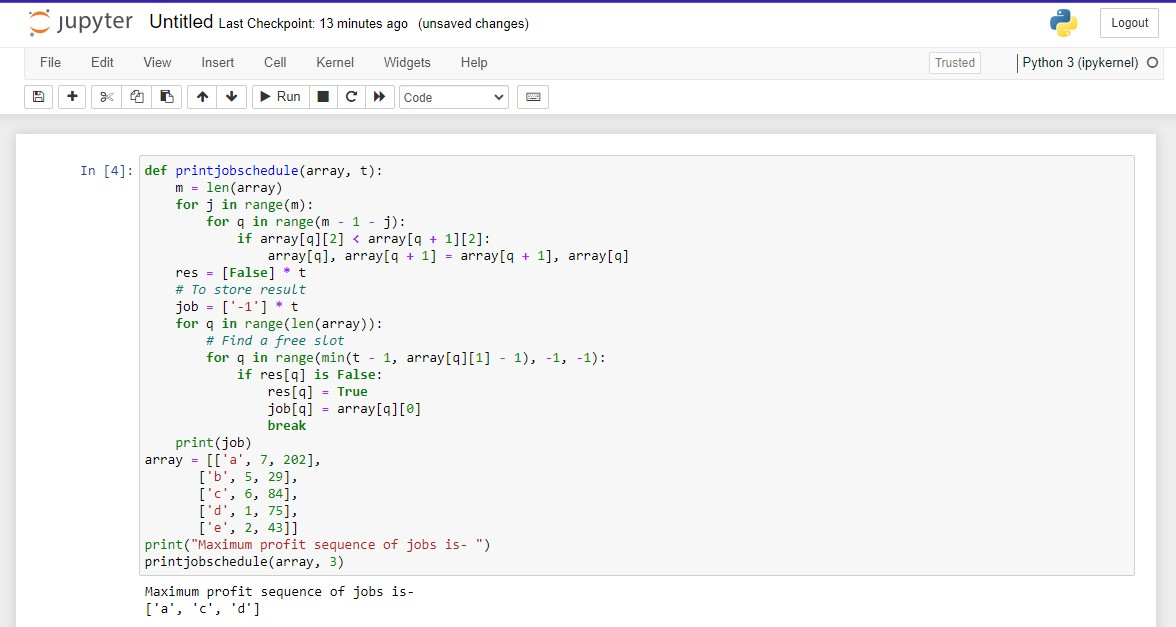 jupyter Untitled Last Checkpoint: 13 minutes ago (unsaved changes) Logout
File Edit View Insert Cell Kernel Widgets Help Trusted Python 3 (ipykernel)
Run Code
In [4]: def printjobschedule(array, t):
    m = len(array)
    for j in range(m):
        for q in range(m - 1 - j):
            if array[q][2] < array[q + 1][2]:
                array[q], array[q + 1] = array[q + 1], array[q]
    res = [False] * t
    # To store result
    job = ['-1'] * t
    for q in range(len(array)):
        # Find a free slot
        for q in range(min(t - 1, array[q][1] - 1), -1, -1):
            if res[q] is False:
                res[q] = True
                job[q] = array[q][0]
                break
    print(job)
array = [['a', 7, 202],
       ['b', 5, 29],
       ['c', 6, 84],
       ['d', 1, 75],
       ['e', 2, 43]]
print("Maximum profit sequence of jobs is- ")
printjobschedule(array, 3)
Maximum profit sequence of jobs is-
['a', 'c', 'd']